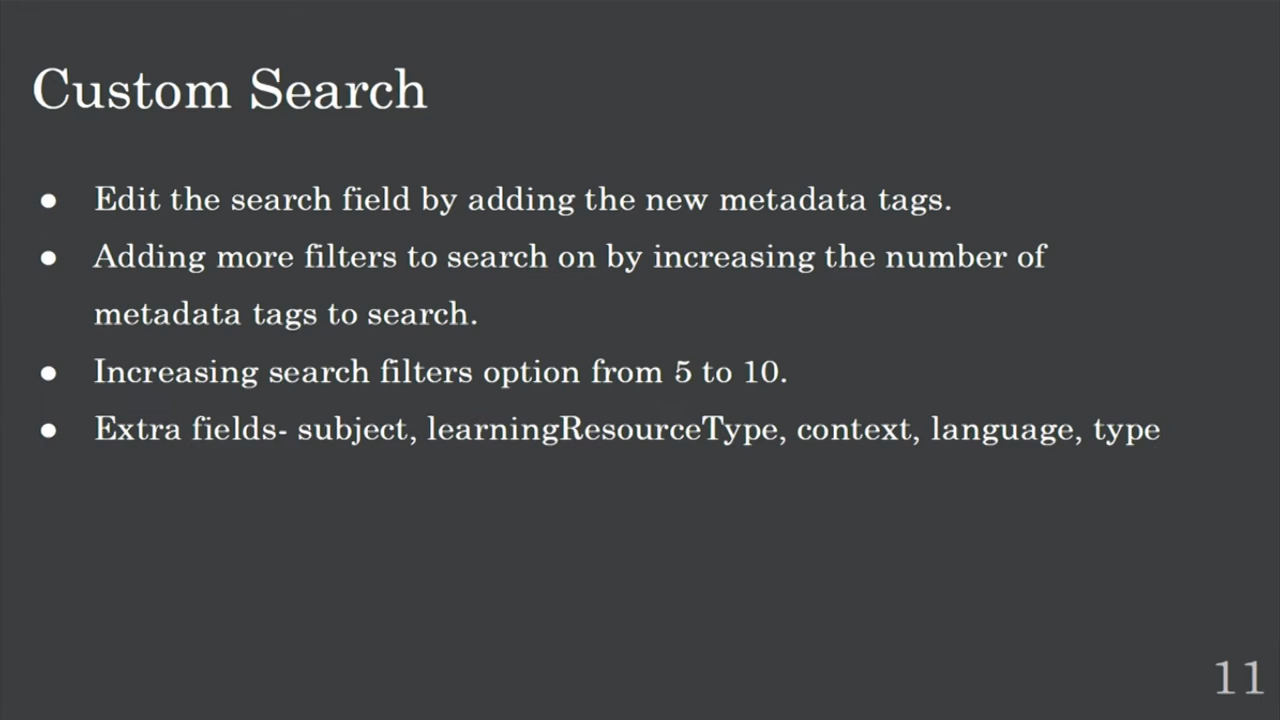 Custom Search
● Edit the search field by adding the new metadata tags.
● Adding more filters to search on by increasing the number of
metadata tags to search.
● Increasing search filters option from 5 to 10.
● Extra fields- subject, learningResourceType, context, language, type
11